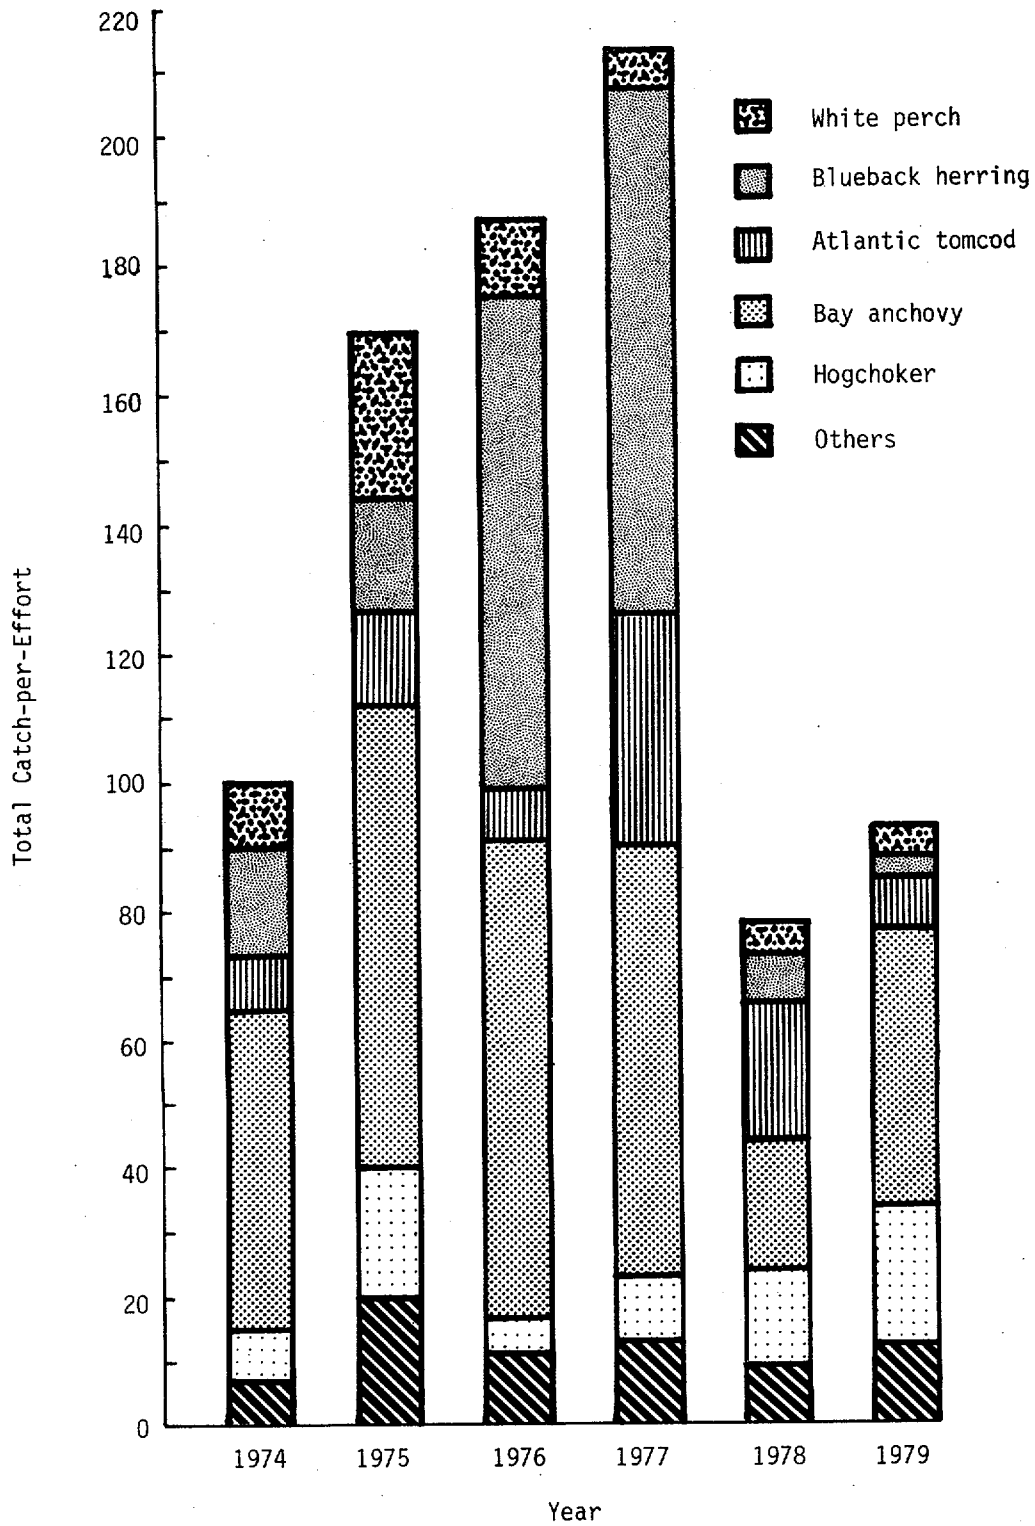 220
200
180
160
140
120
100
80
60
40
20
0
Total Catch-per-Effort
White perch
Blueback herring
Atlantic tomcod
Bay anchovy
Hogchoker
Others
1974 1975 1976 1977 1978 1979
Year